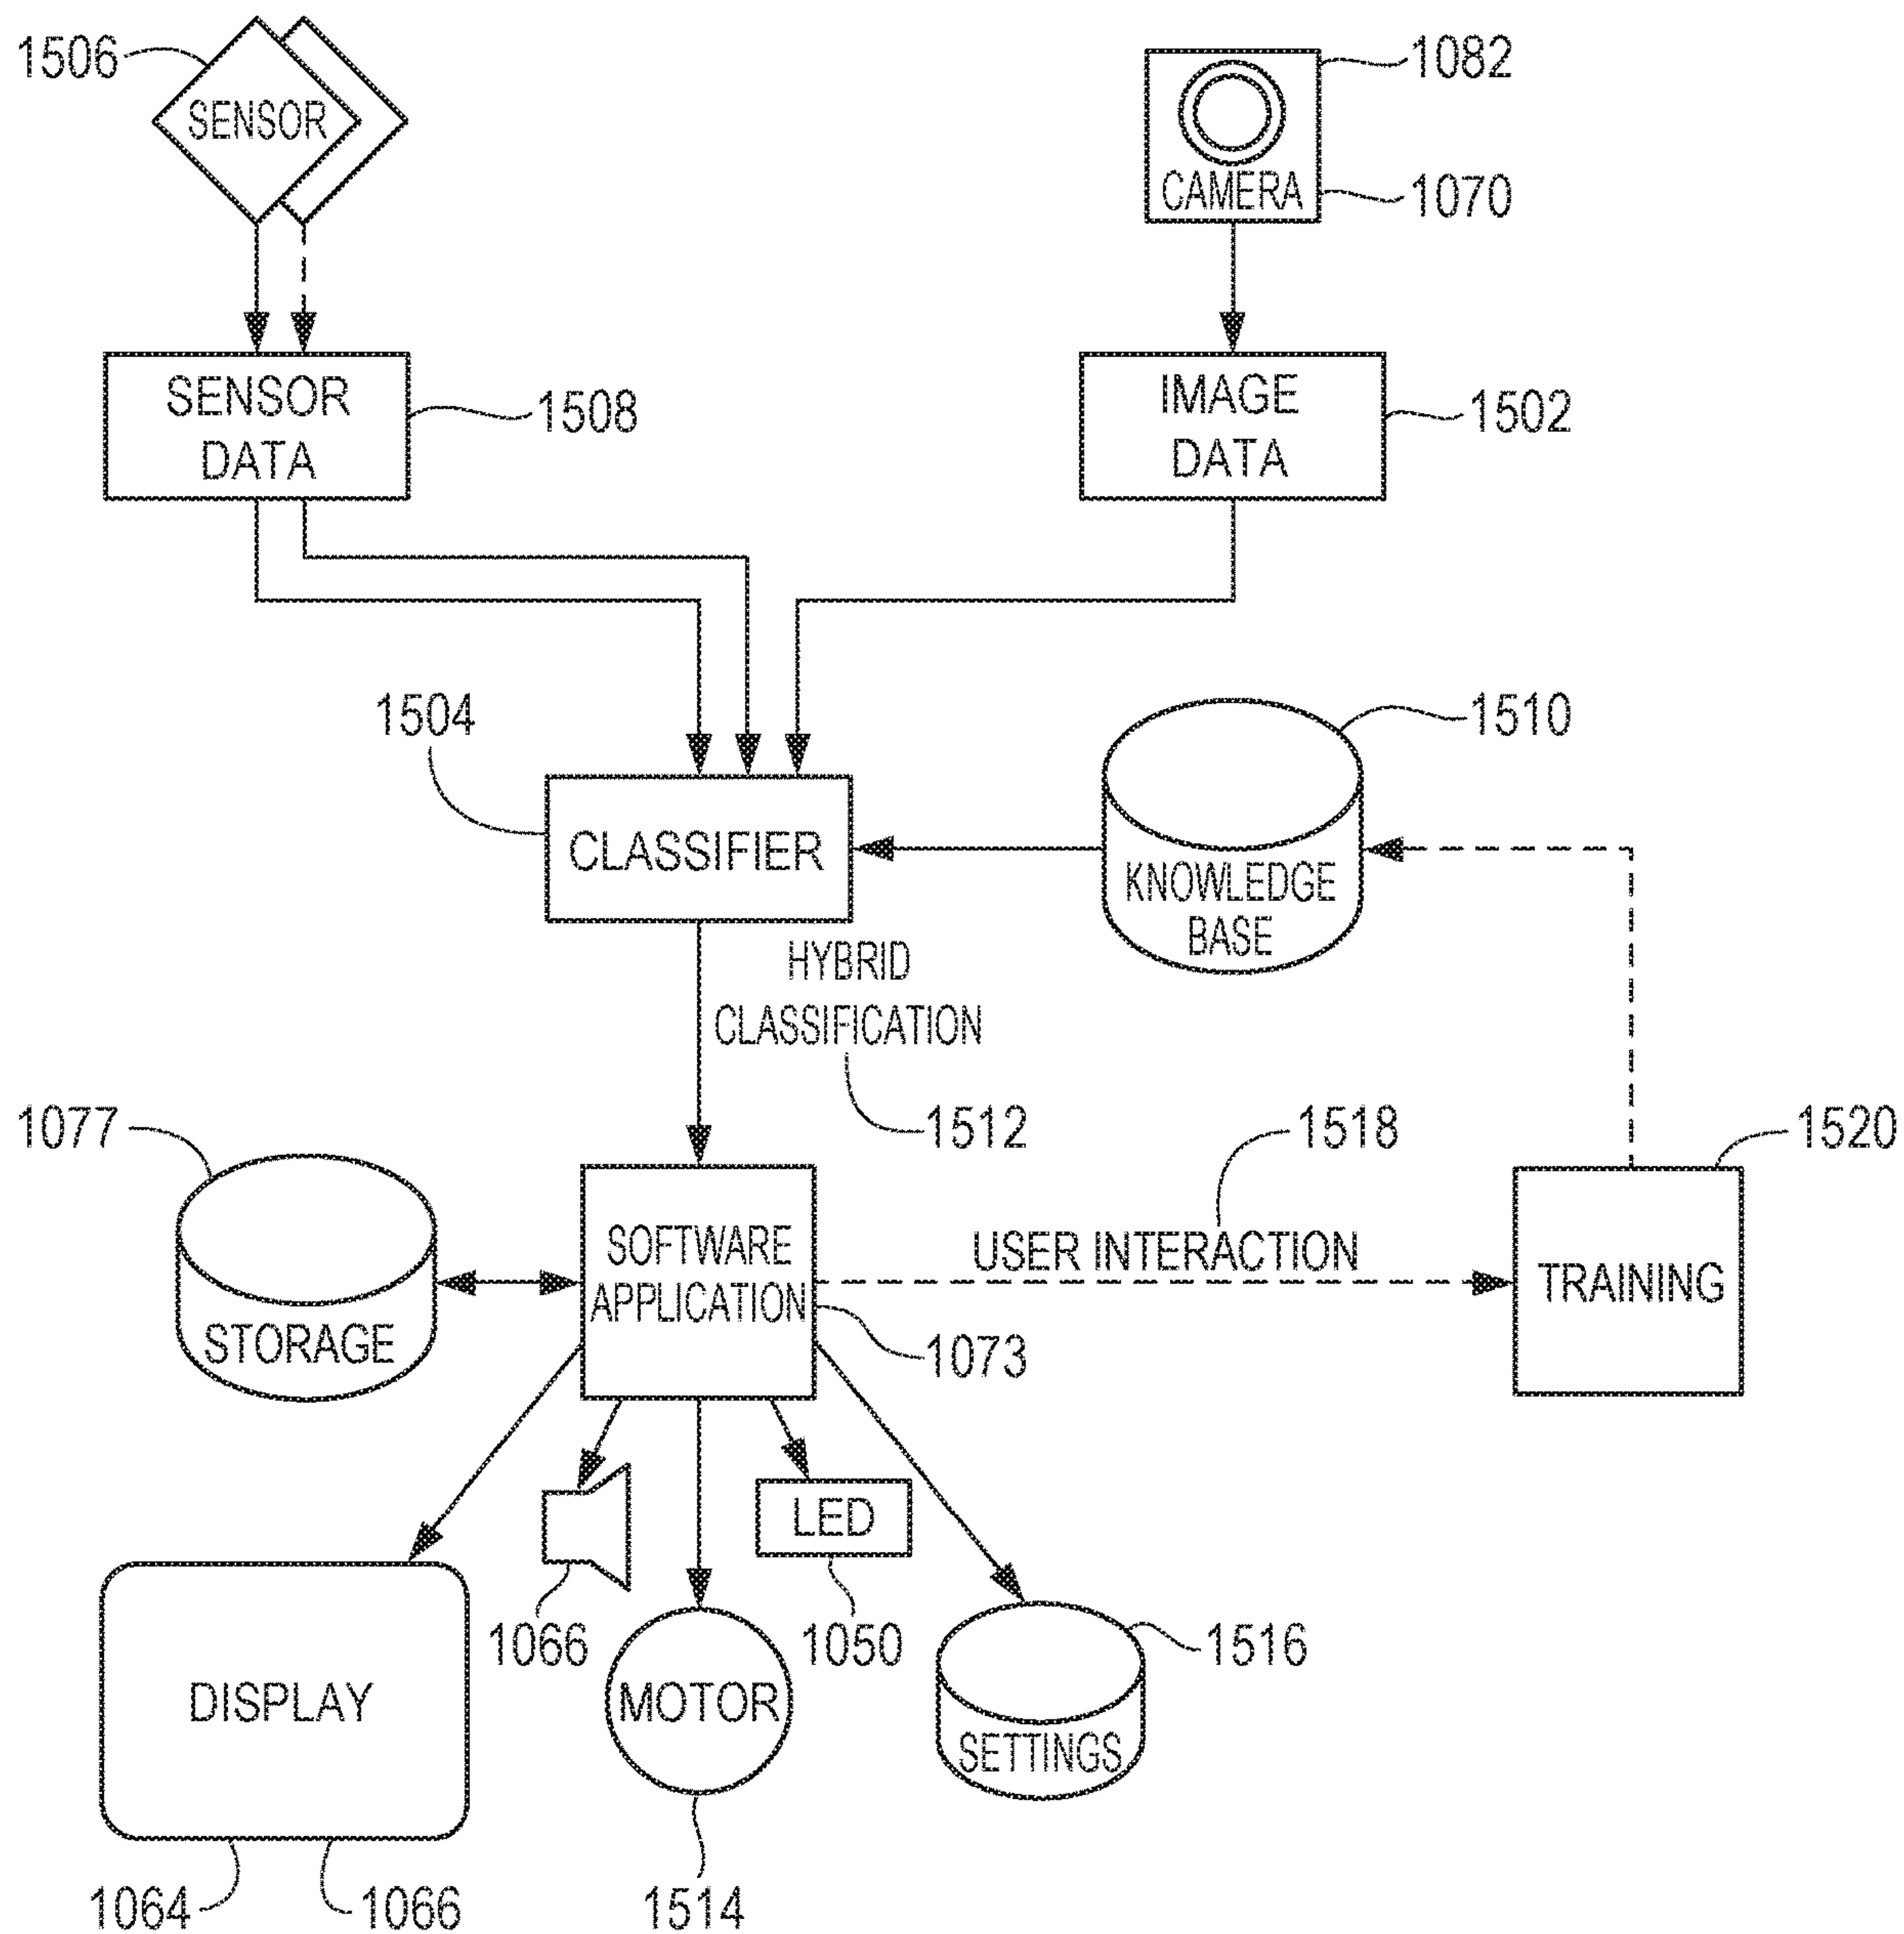 1506
SENSOR
1082
CAMERA
1070
SENSOR
DATA
1508
IMAGE
DATA
1502
1504
CLASSIFIER
1510
KNOWLEDGE
BASE
HYBRID
CLASSIFICATION
1512
1077
STORAGE
SOFTWARE
APPLICATION
1073
1518
USER INTERACTION
1520
TRAINING
1066
LED
1050
DISPLAY
1064
1066
MOTOR
1514
1516
SETTINGS